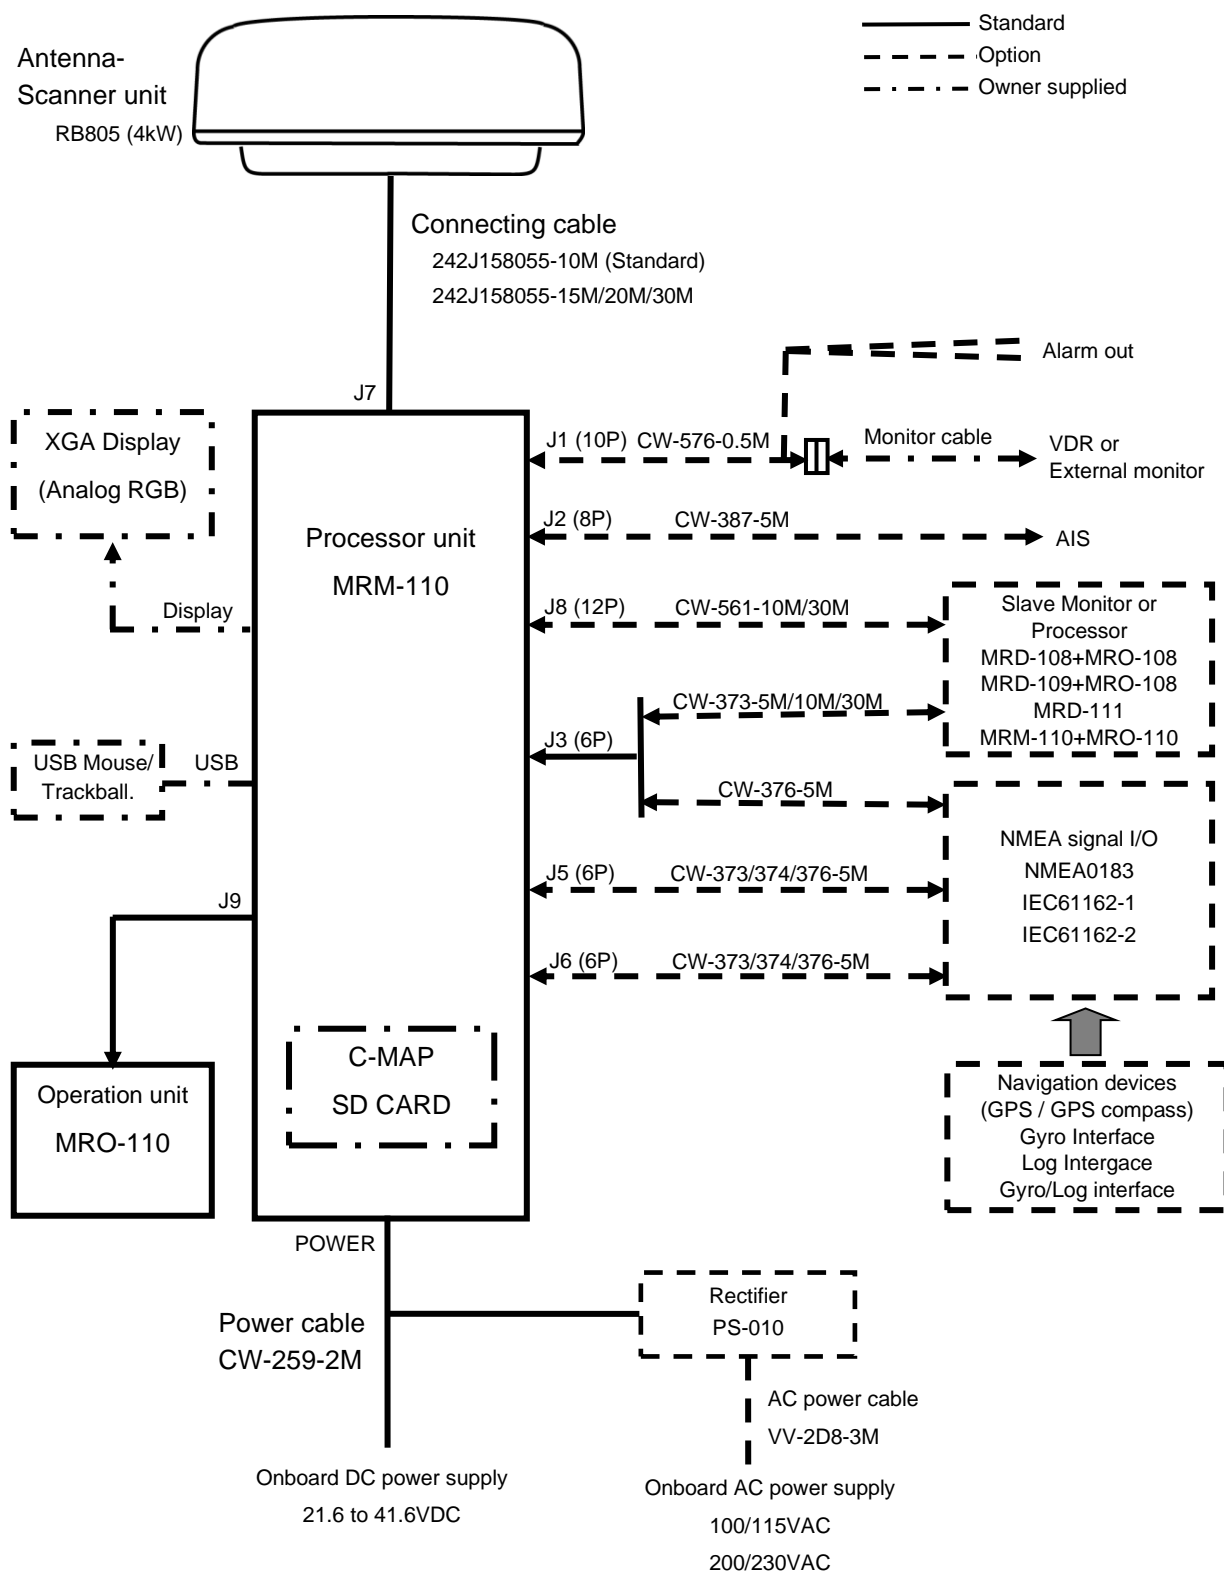 Standard
Option
Owner supplied
Antenna-
Scanner unit
RB805 (4kW)
Connecting cable
242J158055-10M (Standard)
242J158055-15M/20M/30M
Alarm out
J7
XGA Display
(Analog RGB)
J1 (10P) CW-576-0.5M
Monitor cable
VDR or
External monitor
J2 (8P) CW-387-5M
AIS
Processor unit
MRM-110
Display
J8 (12P) CW-561-10M/30M
Slave Monitor or
Processor
MRD-108+MRO-108
MRD-109+MRO-108
MRD-111
MRM-110+MRO-110
CW-373-5M/10M/30M
J3 (6P)
USB Mouse/
Trackball.
USB
CW-376-5M
NMEA signal I/O
NMEA0183
IEC61162-1
IEC61162-2
J5 (6P) CW-373/374/376-5M
J9
J6 (6P) CW-373/374/376-5M
C-MAP
SD CARD
Operation unit
MRO-110
Navigation devices
(GPS / GPS compass)
Gyro Interface
Log Intergace
Gyro/Log interface
POWER
Rectifier
PS-010
Power cable
CW-259-2M
AC power cable
VV-2D8-3M
Onboard DC power supply
21.6 to 41.6VDC
Onboard AC power supply
100/115VAC
200/230VAC